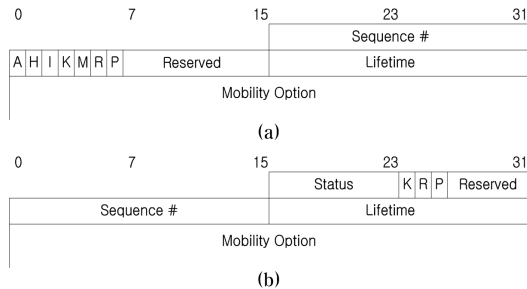 0 7 15 23 31
Sequence #
A H I K M R P Reserved Lifetime
Mobility Option
(a)
0 7 15 23 31
Status K R P Reserved
Sequence # Lifetime
Mobility Option
(b)